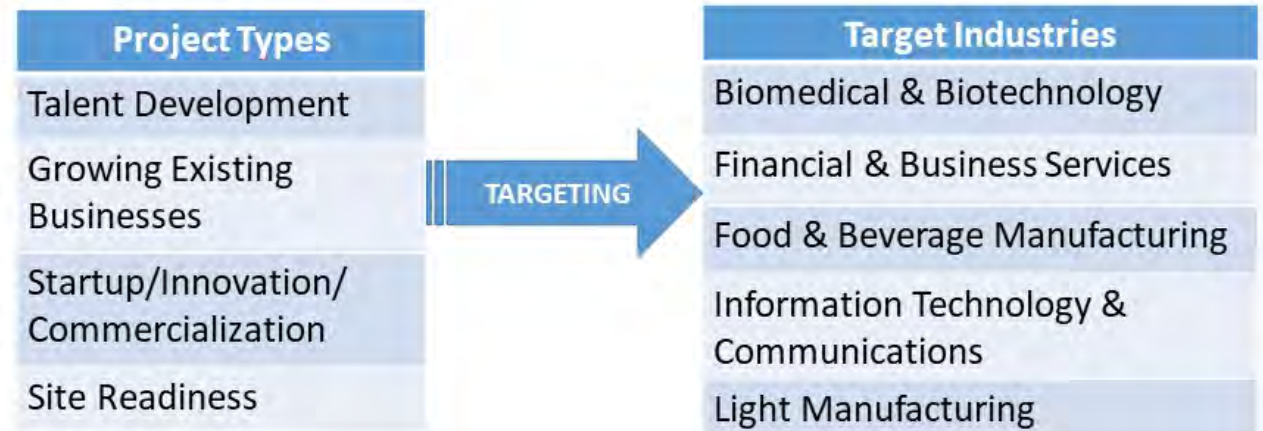 Project Types
Talent Development
Growing Existing
Businesses
Startup/Innovation/
Commercialization
Site Readiness
TARGETING
Target Industries
Biomedical & Biotechnology
Financial & Business Services
Food & Beverage Manufacturing
Information Technology &
Communications
Light Manufacturing